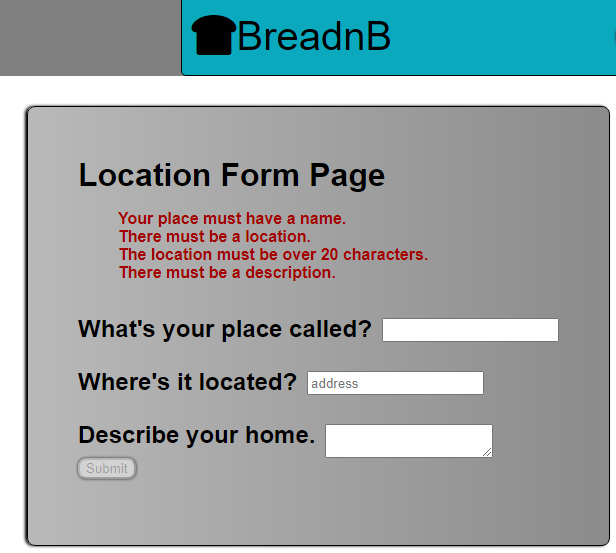 BreadnB
Location Form Page
Your place must have a name.
There must be a location.
The location must be over 20 characters.
There must be a description.
What's your place called?
Where's it located? address
Describe your home.
Submit